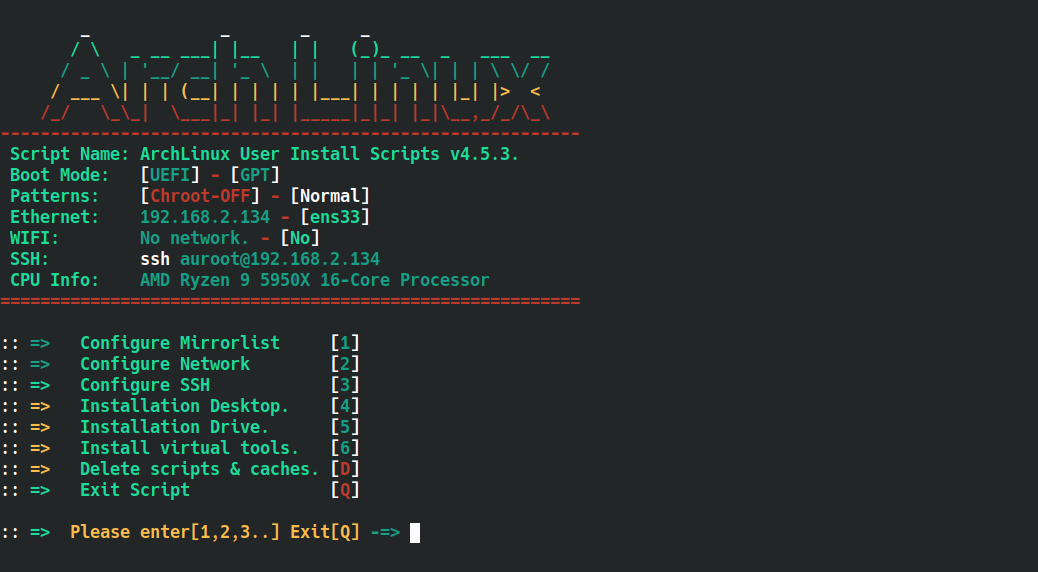 ArchLinux
Script Name: ArchLinux User Install Scripts v4.5.3.
Boot Mode: [UEFI] - [GPT]
Patterns: [Chroot-OFF] - [Normal]
Ethernet: 192.168.2.134 - [ens33]
WIFI: No network. - [No]
SSH: ssh auroot@192.168.2.134
CPU Info: AMD Ryzen 9 5950X 16-Core Processor
:: => Configure Mirrorlist [1]
:: => Configure Network [2]
:: => Configure SSH [3]
:: => Installation Desktop. [4]
:: => Installation Drive. [5]
:: => Install virtual tools. [6]
:: => Delete scripts & caches. [D]
:: => Exit Script [Q]
:: => Please enter[1,2,3..] Exit[Q] -=>